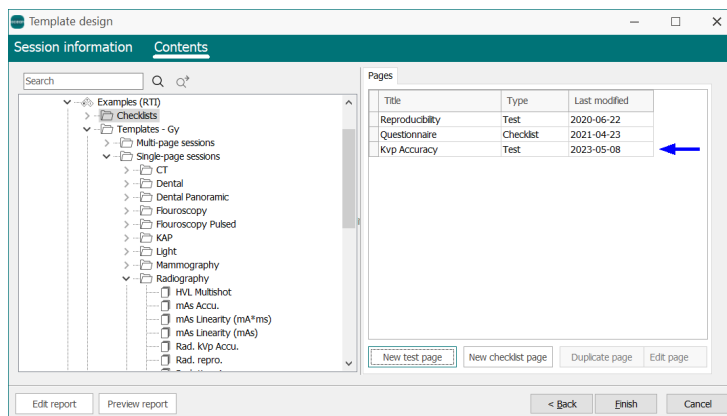 Template design
Session information Contents
Search
Examples (RTI)
Checklists
Templates - Gy
Multi-page sessions
Single-page sessions
CT
Dental
Dental Panoramic
Flouroscopy
Flouroscopy Pulsed
KAP
Light
Mammography
Radiography
HVL Multishot
mAs Accu.
mAs Linearity (mA*ms)
mAs Linearity (mAs)
Rad. kVp Accu.
Rad. repro.
Pages
Title Type Last modified
Reproducibility Test 2020-06-22
Questionnaire Checklist 2021-04-23
Kvp Accuracy Test 2023-05-08
New test page New checklist page Duplicate page Edit page
Edit report Preview report < Back Finish Cancel